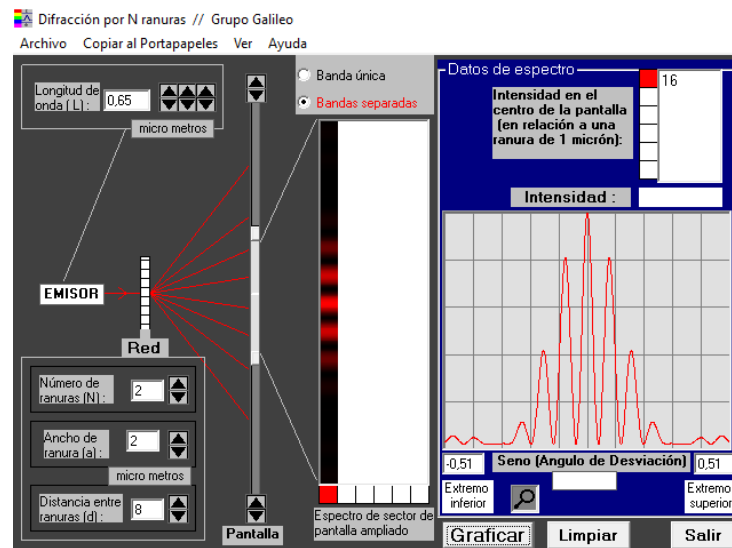 Difracción por N ranuras // Grupo Galileo
Archivo Copiar al Portapapeles Ver Ayuda
Longitud de
onda ( L) : 0,65
micro metros
Banda única
Bandas separadas
Datos de espectro
Intensidad en el
centro de la pantalla
(en relación a una
ranura de 1 micrón):
16
Intensidad :
EMISOR
Red
Número de
ranuras (N) : 2
Ancho de
ranura (a) : 2
micro metros
Distancia entre
ranuras (d) : 8
Pantalla
Espectro de sector de
pantalla ampliado
-0,51 Seno (Angulo de Desviación) 0,51
Extremo
inferior
Extremo
superior
Graficar Limpiar Salir